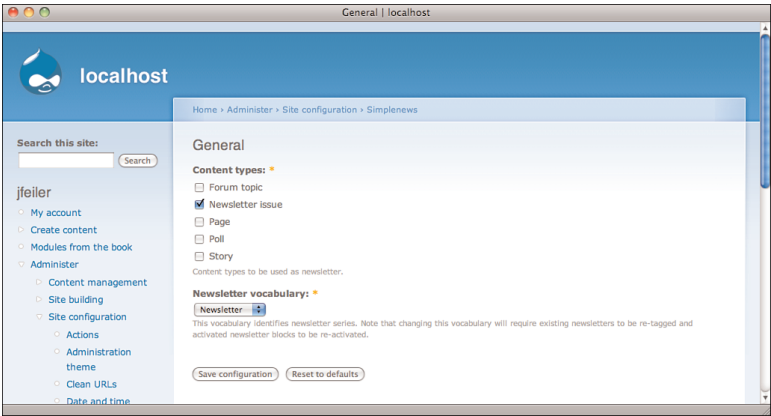 General | localhost
localhost
Home › Administer › Site configuration › Simplenews
Search this site:
Search
jfeiler
My account
Create content
Modules from the book
Administer
Content management
Site building
Site configuration
Actions
Administration
theme
Clean URLs
Date and time
General
Content types: *
Forum topic
Newsletter issue
Page
Poll
Story
Content types to be used as newsletter.
Newsletter vocabulary: *
Newsletter
This vocabulary identifies newsletter series. Note that changing this vocabulary will require existing newsletters to be re-tagged and
activated newsletter blocks to be re-activated.
Save configuration
Reset to defaults